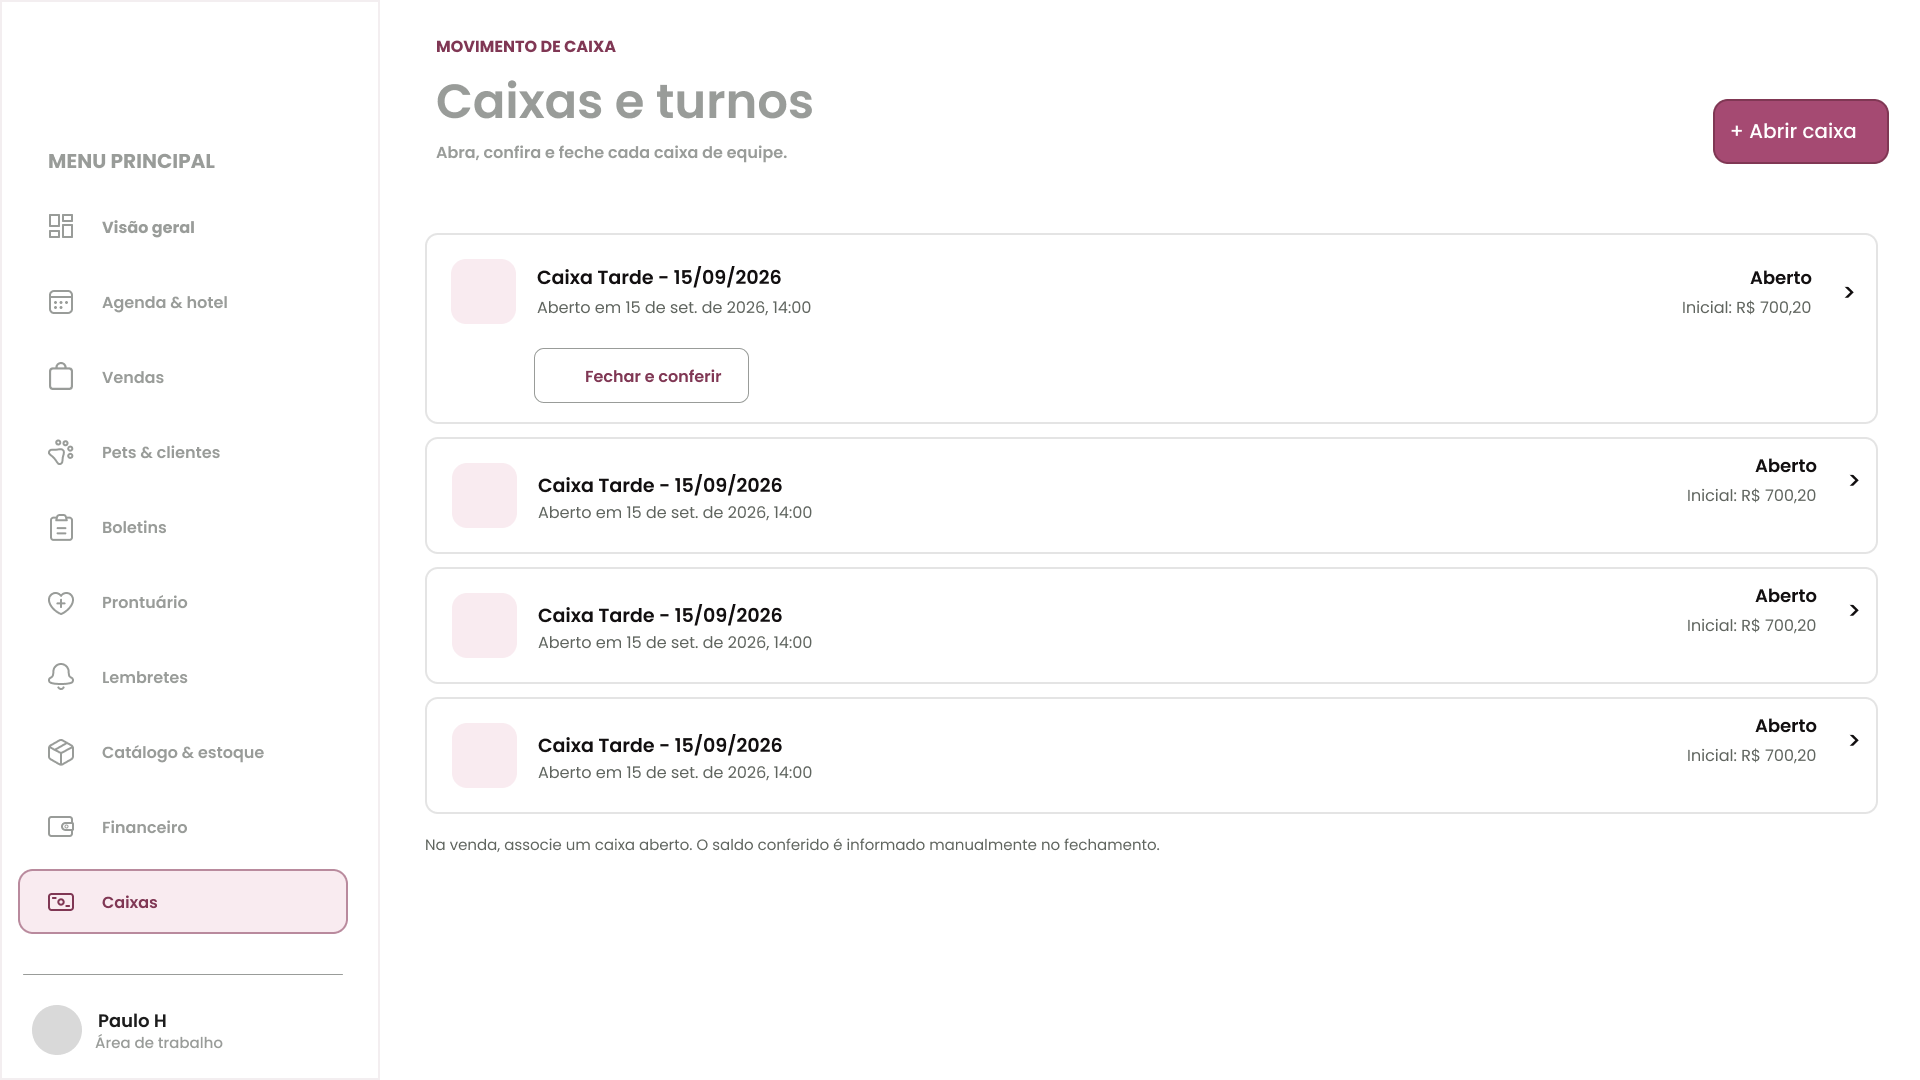 MENU PRINCIPAL
Visão geral
Agenda & hotel
Vendas
Pets & clientes
Boletins
Prontuário
Lembretes
Catálogo & estoque
Financeiro
Caixas
Paulo H
Área de trabalho
MOVIMENTO DE CAIXA
Caixas e turnos
Abra, confira e feche cada caixa de equipe.
+ Abrir caixa
Caixa Tarde - 15/09/2026
Aberto em 15 de set. de 2026, 14:00
Aberto
Inicial: R$ 700,20
Fechar e conferir
Caixa Tarde - 15/09/2026
Aberto em 15 de set. de 2026, 14:00
Aberto
Inicial: R$ 700,20
Caixa Tarde - 15/09/2026
Aberto em 15 de set. de 2026, 14:00
Aberto
Inicial: R$ 700,20
Caixa Tarde - 15/09/2026
Aberto em 15 de set. de 2026, 14:00
Aberto
Inicial: R$ 700,20
Na venda, associe um caixa aberto. O saldo conferido é informado manualmente no fechamento.